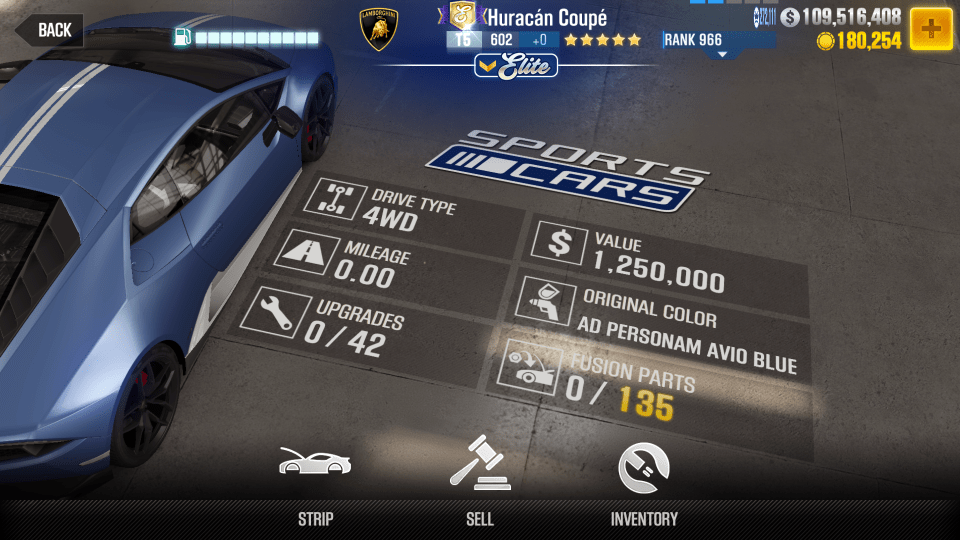 BACK
LAMBORGHINI
Huracán Coupé
T5 602 +0
Elite
RANK 966
$ 109,516,408
180,254
SPORTS
CARS
DRIVE TYPE
4WD
MILEAGE
0.00
UPGRADES
0 / 42
VALUE
1,250,000
ORIGINAL COLOR
AD PERSONAM AVIO BLUE
FUSION PARTS
0 / 135
STRIP
SELL
INVENTORY